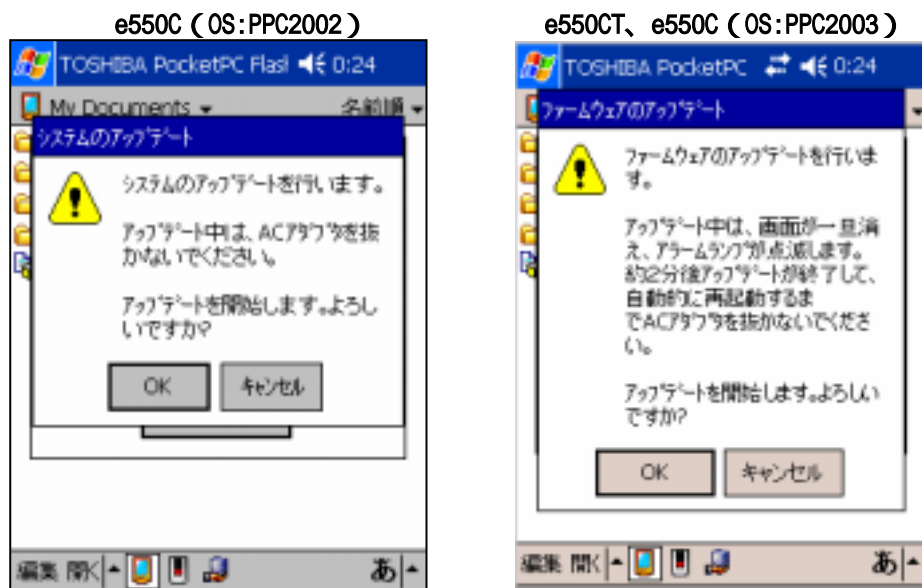 e550C(OS:PPC2002)
TOSHIBA PocketPC Flas! 0:24
My Documents 名前順
システムのアップデート
システムのアップデートを行います。
アップデート中は、ACアダプタを抜
かないでください。
アップデートを開始します。よろし
いですか?
OK キャンセル
編集 開く あ
e550CT、e550C(OS:PPC2003)
TOSHIBA PocketPC 0:24
ファームウェアのアップデート
ファームウェアのアップデートを行いま
す。
アップデート中は、画面が一旦消
え、アラームランプが点滅します。
約2分後アップデートが終了して、
自動的に再起動するま
でACアダプタを抜かないでくださ
い。
アップデートを開始します。よろしい
ですか?
OK キャンセル
編集 開く あ